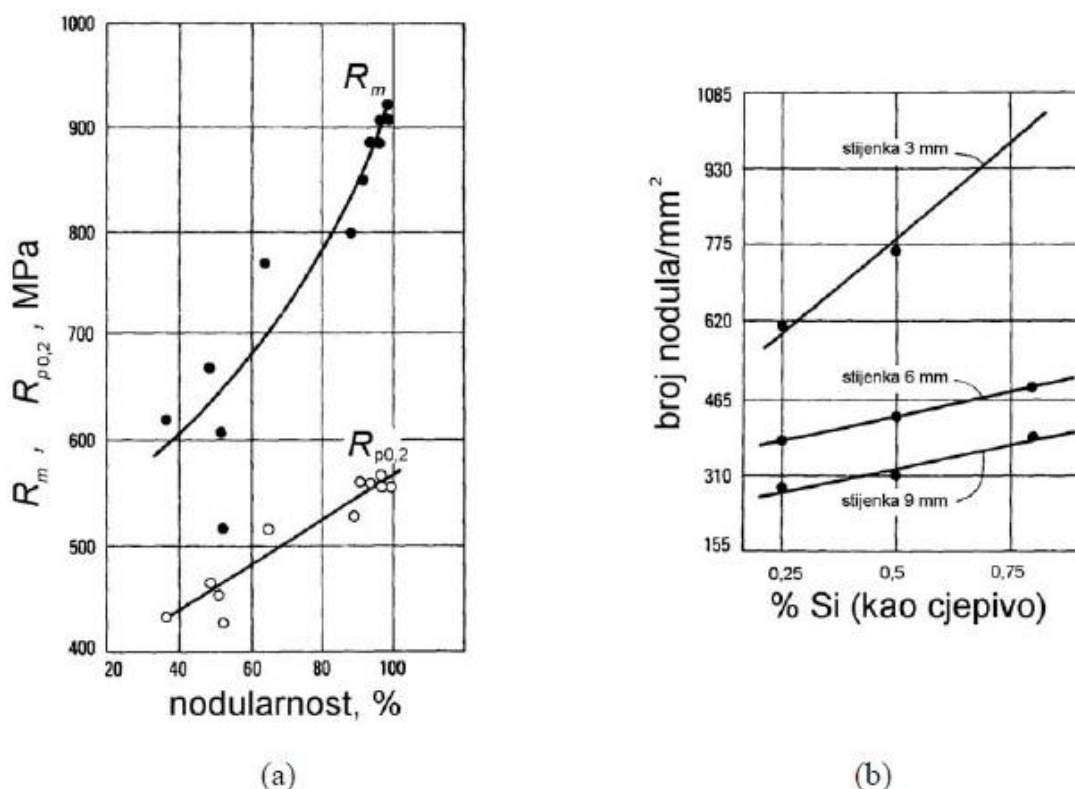 1000
900
800
700
600
500
400
R_m , R_p0,2 , MPa
R_m
R_p0,2
20 40 60 80 100
nodularnost, %
(a)
1085
930
775
620
465
310
155
broj nodula/mm²
stijenka 3 mm
stijenka 6 mm
stijenka 9 mm
0,25 0,5 0,75
% Si (kao cjepivo)
(b)